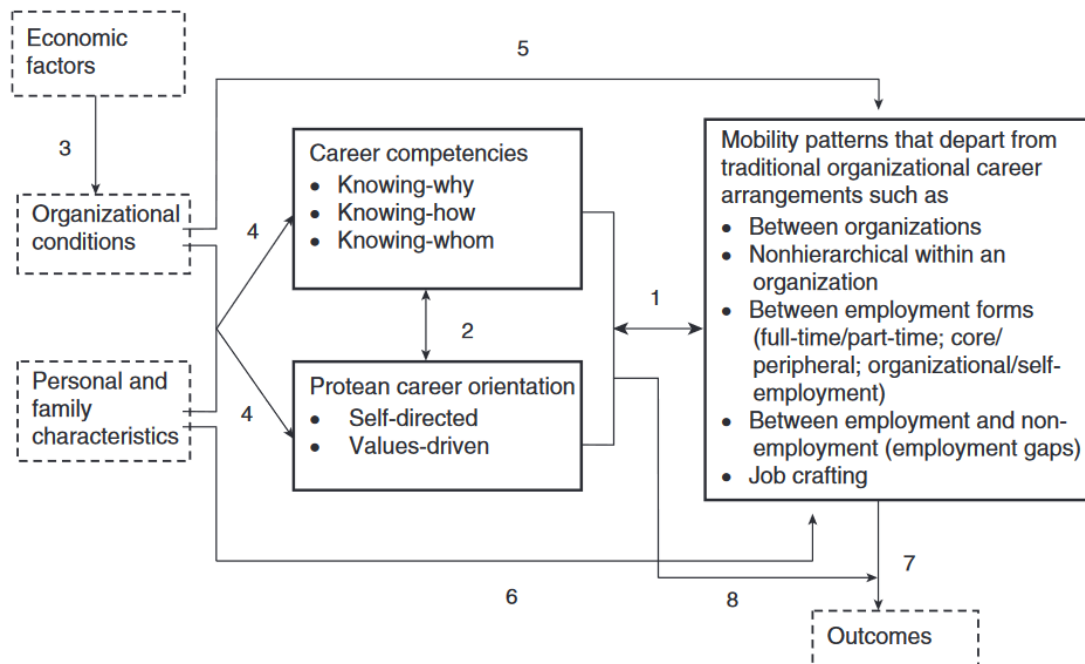 Economic
factors
5
3
Organizational
conditions
4
Career competencies
• Knowing-why
• Knowing-how
• Knowing-whom
2
Protean career orientation
• Self-directed
• Values-driven
1
Personal and
family
characteristics
4
Mobility patterns that depart from
traditional organizational career
arrangements such as
• Between organizations
• Nonhierarchical within an
organization
• Between employment forms
(full-time/part-time; core/
peripheral; organizational/self-
employment)
• Between employment and non-
employment (employment gaps)
• Job crafting
6
8
7
Outcomes